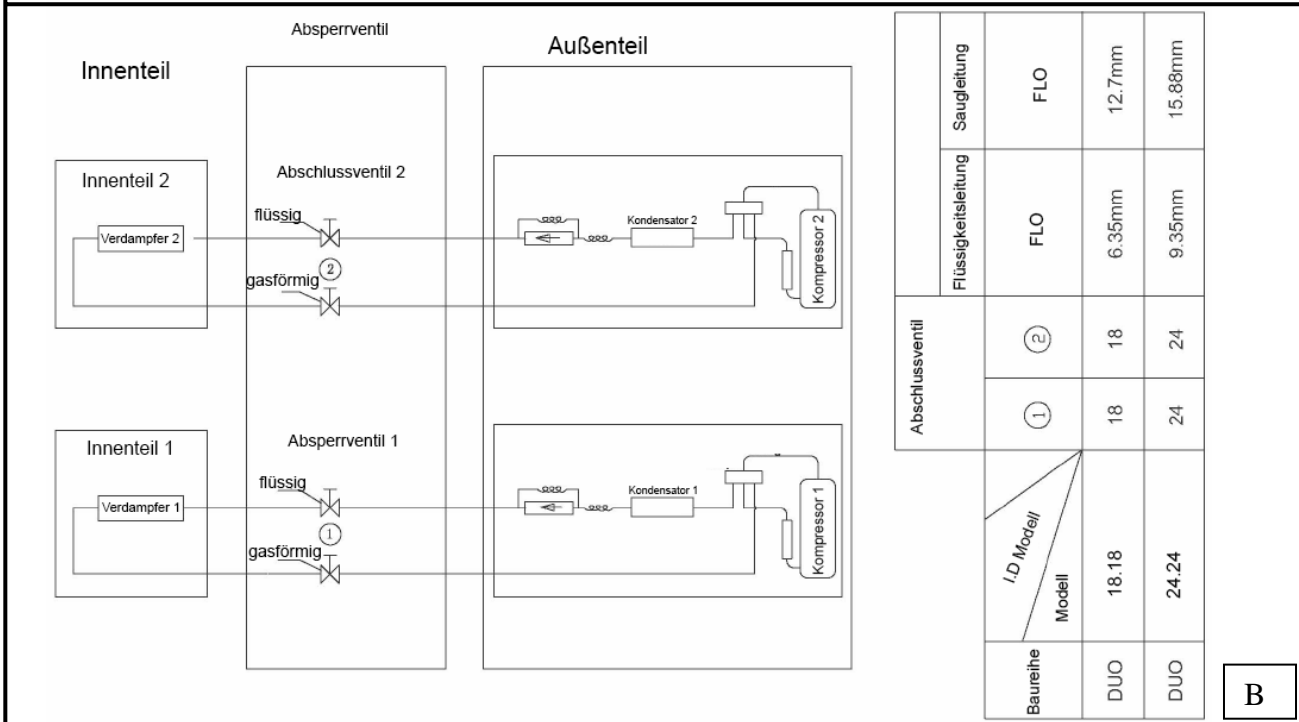 Absperrventil
Innenteil
Außenteil
Innenteil 2
Abschlussventil 2
flüssig
Verdampfer 2
2
gasförmig
Kondensator 2
Kompressor 2
Innenteil 1
Absperrventil 1
flüssig
Verdampfer 1
1
gasförmig
Kondensator 1
Kompressor 1
Abschlussventil Flüssigkeitsleitung Saugleitung
Baureihe Modell I.D Modell 1 2 FLO FLO
DUO 18.18 18 18 6.35mm 12.7mm
DUO 24.24 24 24 9.35mm 15.88mm
B